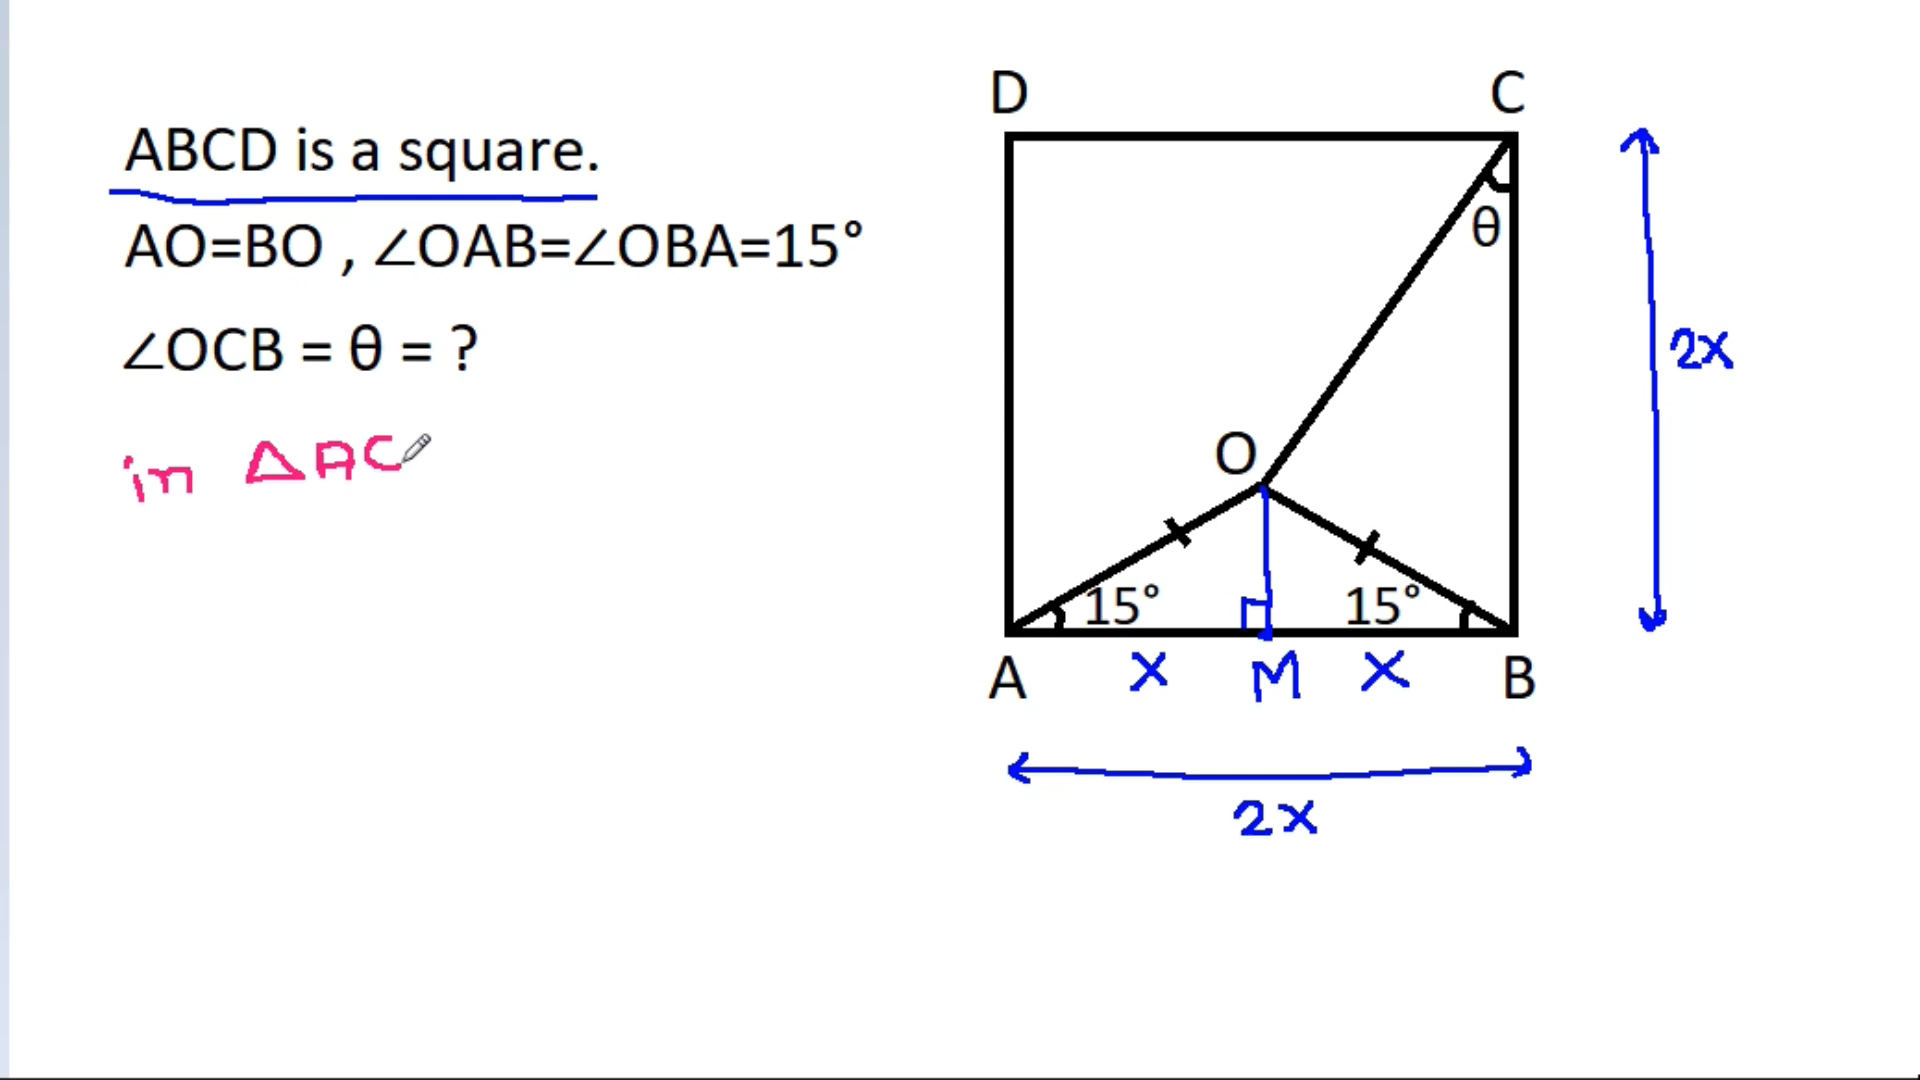 D C
ABCD is a square.
AO=BO , ∠OAB=∠OBA=15°
θ
∠OCB = θ = ?
2x
in ΔAC
O
15° 15°
A x M x B
2x